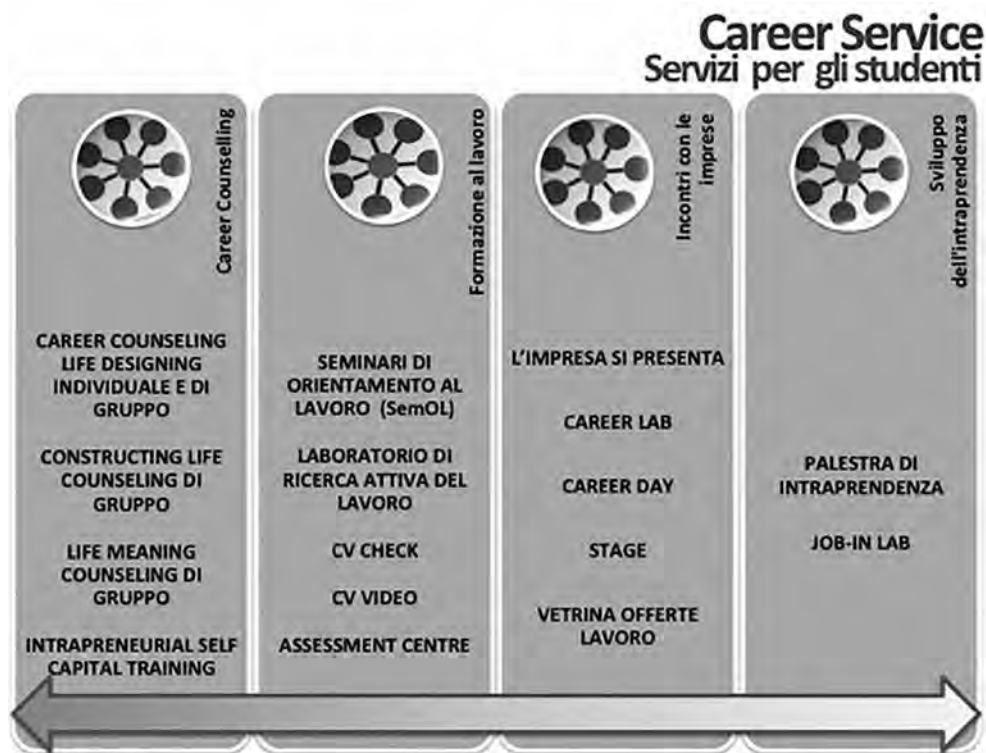 Career Service
Servizi per gli studenti
Career Counselling
CAREER COUNSELING
LIFE DESIGNING
INDIVIDUALE E DI
GRUPPO
CONSTRUCTING LIFE
COUNSELING DI
GRUPPO
LIFE MEANING
COUNSELING DI
GRUPPO
INTRAPRENEURIAL SELF
CAPITAL TRAINING
Formazione al lavoro
SEMINARI DI
ORIENTAMENTO AL
LAVORO (SemOL)
LABORATORIO DI
RICERCA ATTIVA DEL
LAVORO
CV CHECK
CV VIDEO
ASSESSMENT CENTRE
Incontri con le
imprese
L'IMPRESA SI PRESENTA
CAREER LAB
CAREER DAY
STAGE
VETRINA OFFERTE
LAVORO
Sviluppo
dell'intraprendenza
PALESTRA DI
INTRAPRENDENZA
JOB-IN LAB